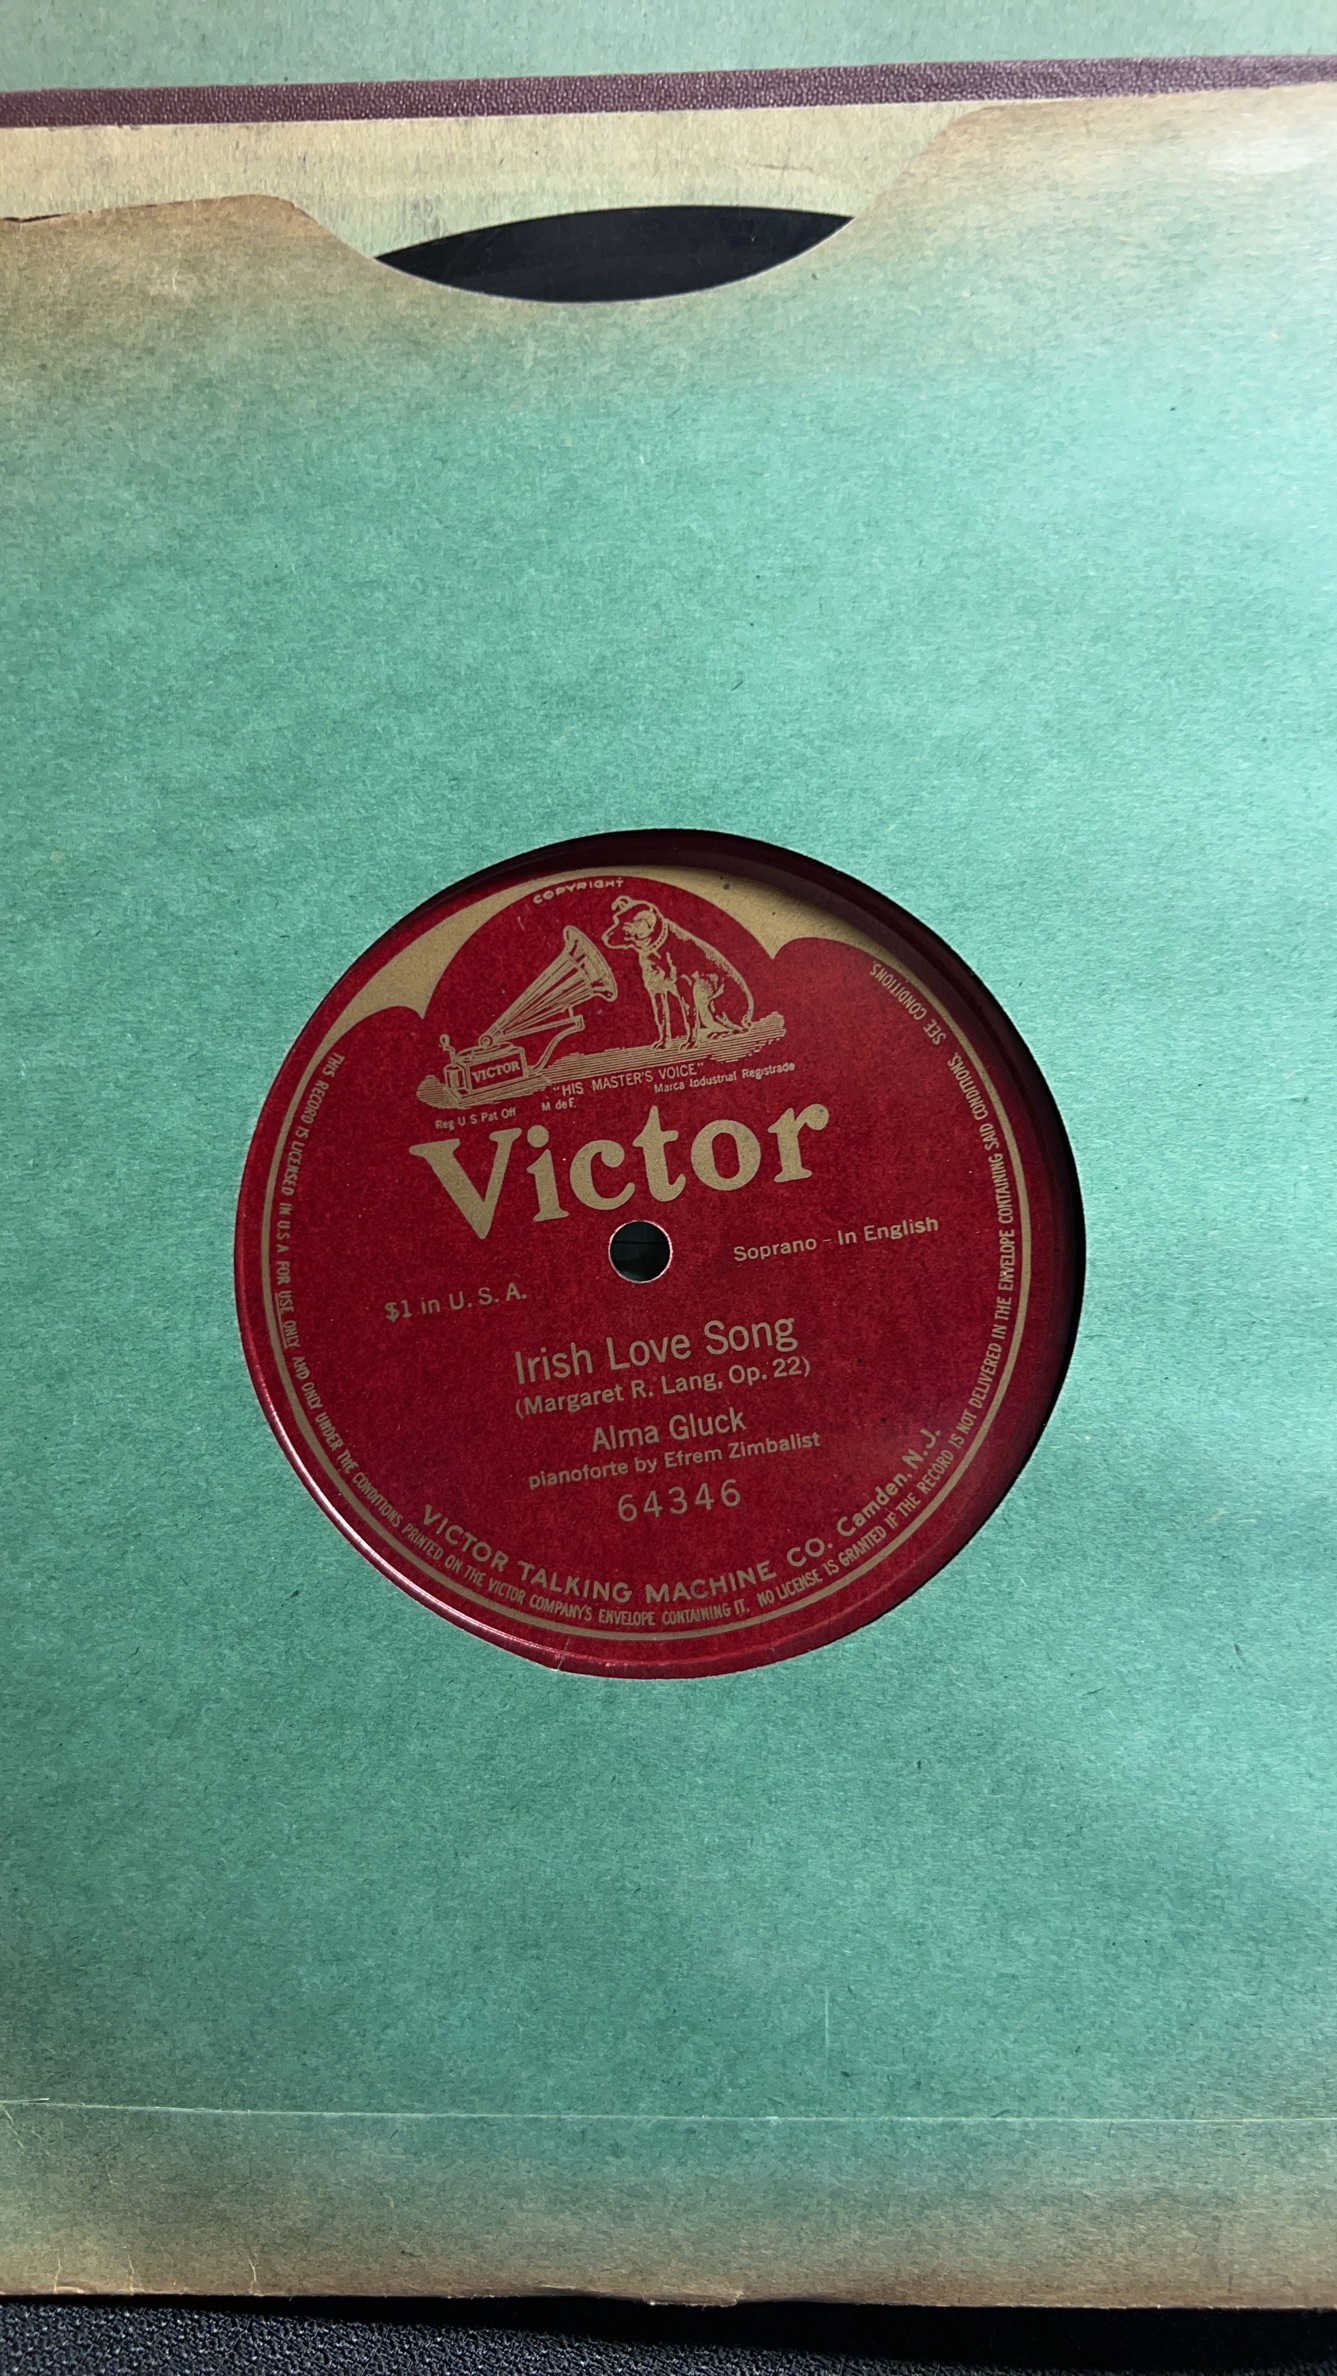 COPYRIGHT
VICTOR
"HIS MASTER'S VOICE"
Reg U S Pat Off M de F. Marca Industrial Registrada
Victor
Soprano - In English
$1 in U. S. A.
Irish Love Song
(Margaret R. Lang, Op. 22)
Alma Gluck
pianoforte by Efrem Zimbalist
64346
VICTOR TALKING MACHINE CO. Camden, N. J.
THIS RECORD IS LICENSED IN U S A FOR USE ONLY AND ONLY UNDER THE CONDITIONS PRINTED ON THE VICTOR COMPANY'S ENVELOPE CONTAINING IT. NO LICENSE IS GRANTED IF THE RECORD IS NOT DELIVERED IN THE ENVELOPE CONTAINING SAID CONDITIONS. SEE CONDITIONS.